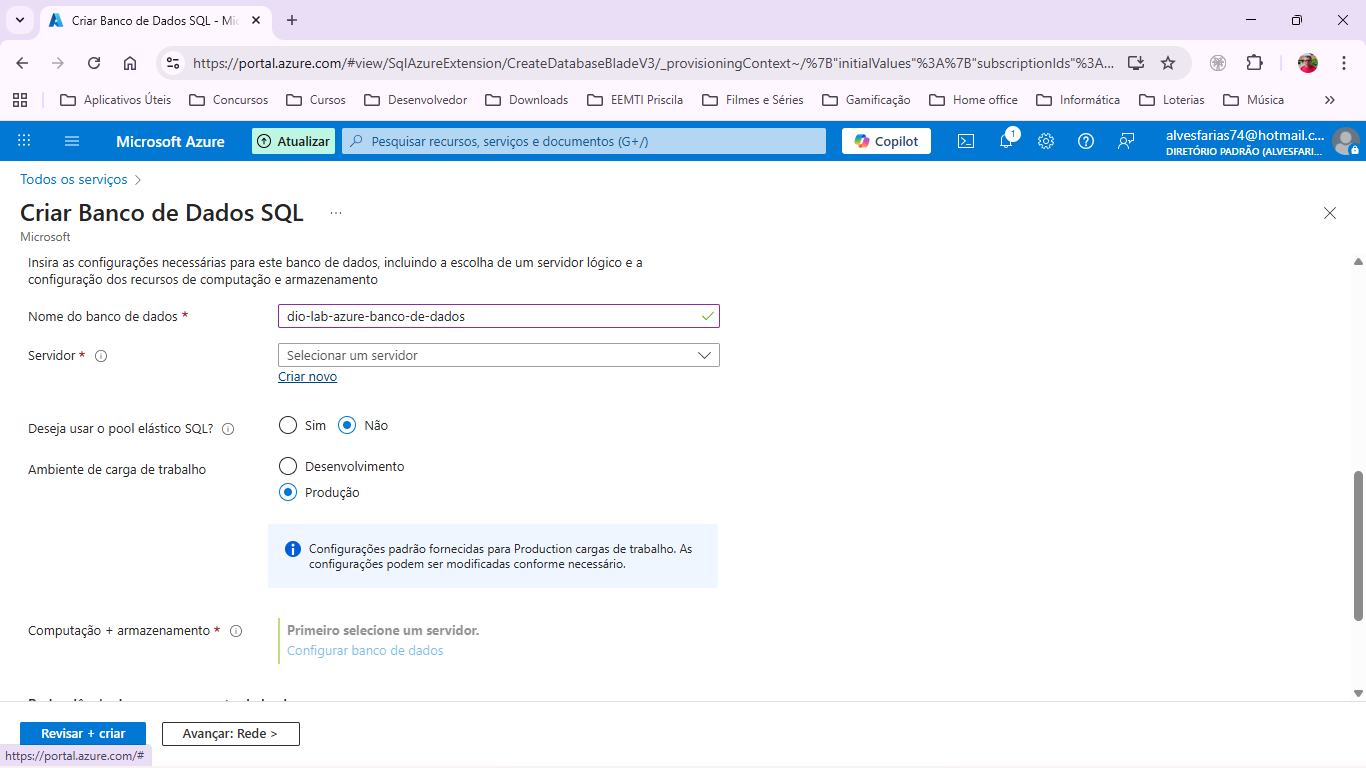 Criar Banco de Dados SQL - Mic
https://portal.azure.com/#view/SqlAzureExtension/CreateDatabaseBladeV3/_provisioningContext~/%7B"initialValues"%3A%7B"subscriptionIds"%3A...
Aplicativos Úteis Concursos Cursos Desenvolvedor Downloads EEMTI Priscila Filmes e Séries Gamificação Home office Informática Loterias Música »
Microsoft Azure Atualizar Pesquisar recursos, serviços e documentos (G+/) Copilot 1 alvesfarias74@hotmail.c...
DIRETÓRIO PADRÃO (ALVESFARI...
Todos os serviços >
Criar Banco de Dados SQL ...
Microsoft
Insira as configurações necessárias para este banco de dados, incluindo a escolha de um servidor lógico e a
configuração dos recursos de computação e armazenamento
Nome do banco de dados * dio-lab-azure-banco-de-dados
Servidor * Selecionar um servidor
Criar novo
Deseja usar o pool elástico SQL? Sim Não
Ambiente de carga de trabalho Desenvolvimento
Produção
Configurações padrão fornecidas para Production cargas de trabalho. As
configurações podem ser modificadas conforme necessário.
Computação + armazenamento * Primeiro selecione um servidor.
Configurar banco de dados
Revisar + criar Avançar: Rede >
https://portal.azure.com/#